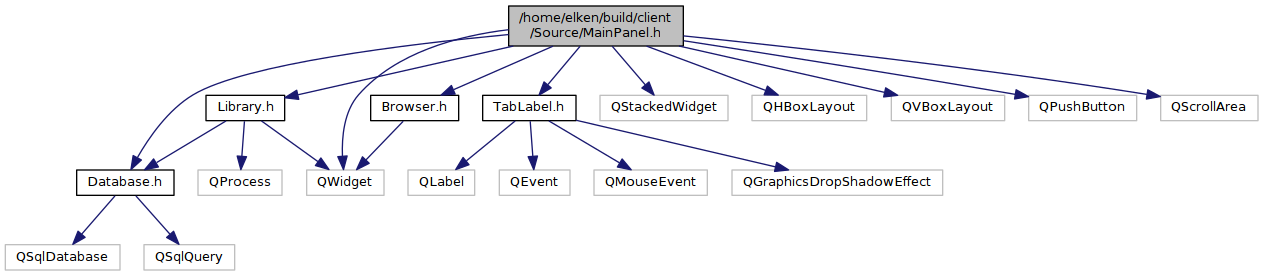 /home/elken/build/client
/Source/MainPanel.h
Library.h
Browser.h
TabLabel.h
QStackedWidget
QHBoxLayout
QVBoxLayout
QPushButton
QScrollArea
Database.h
QProcess
QWidget
QLabel
QEvent
QMouseEvent
QGraphicsDropShadowEffect
QSqlDatabase
QSqlQuery